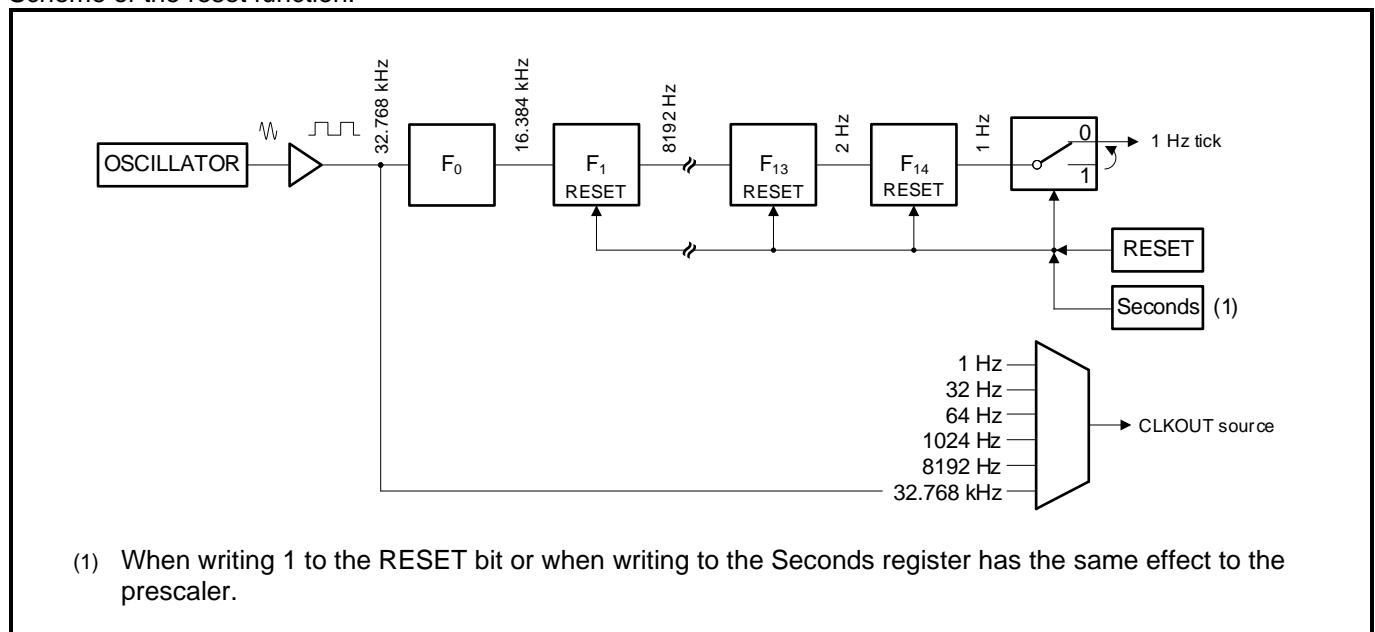 Scheme of the reset function:
32.768 kHz
16.384 kHz
8192 Hz
2 Hz
1 Hz
OSCILLATOR
F0
F1
RESET
F13
RESET
F14
RESET
0
1
1 Hz tick
RESET
Seconds (1)
1 Hz
32 Hz
64 Hz
1024 Hz
8192 Hz
32.768 kHz
CLKOUT source
(1) When writing 1 to the RESET bit or when writing to the Seconds register has the same effect to the
prescaler.